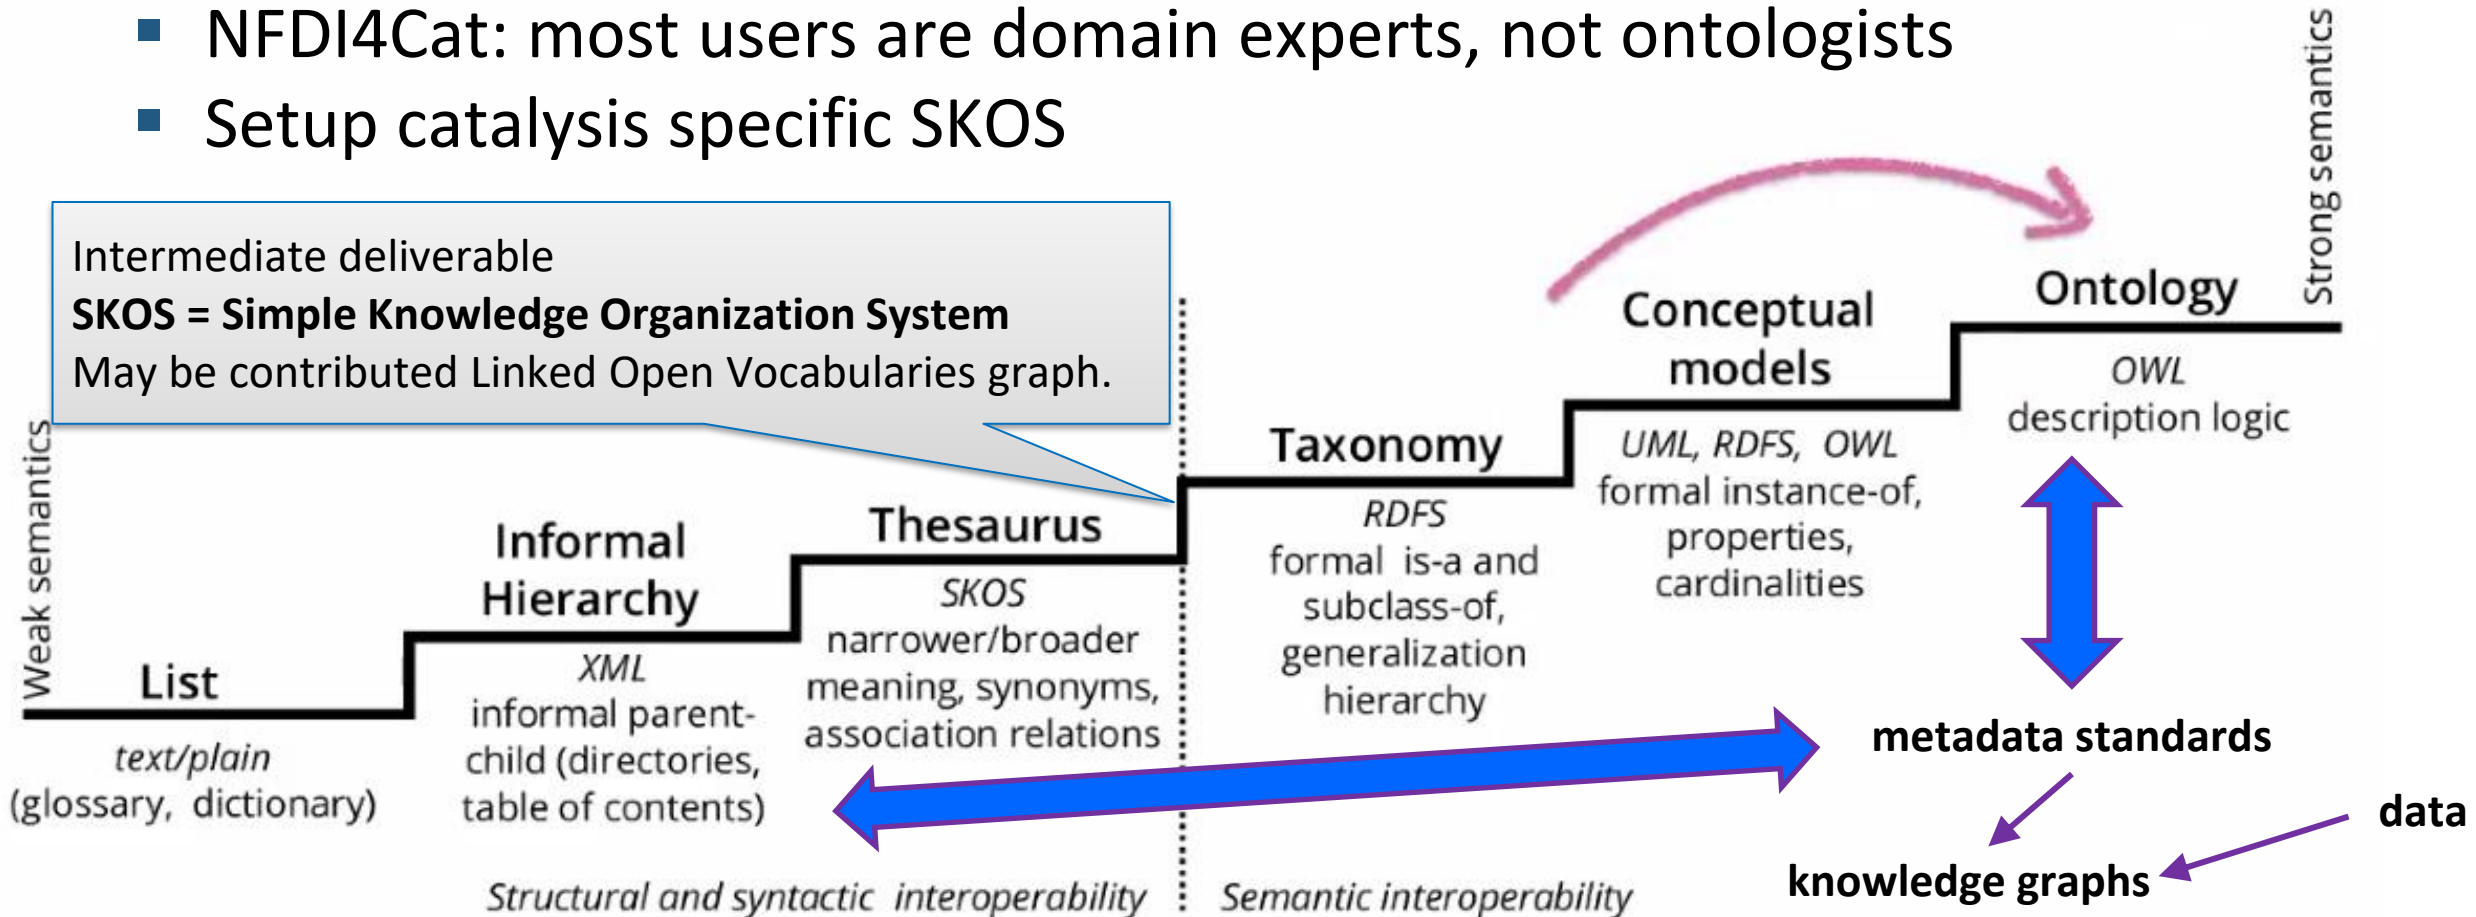 NFDI4Cat: most users are domain experts, not ontologists
Setup catalysis specific SKOS
Intermediate deliverable
SKOS = Simple Knowledge Organization System
May be contributed Linked Open Vocabularies graph.
Weak semantics
Strong semantics
List
text/plain
(glossary, dictionary)
Informal
Hierarchy
XML
informal parent-
child (directories,
table of contents)
Thesaurus
SKOS
narrower/broader
meaning, synonyms,
association relations
Taxonomy
RDFS
formal is-a and
subclass-of,
generalization
hierarchy
Conceptual
models
UML, RDFS, OWL
formal instance-of,
properties,
cardinalities
Ontology
OWL
description logic
metadata standards
data
knowledge graphs
Structural and syntactic interoperability
Semantic interoperability